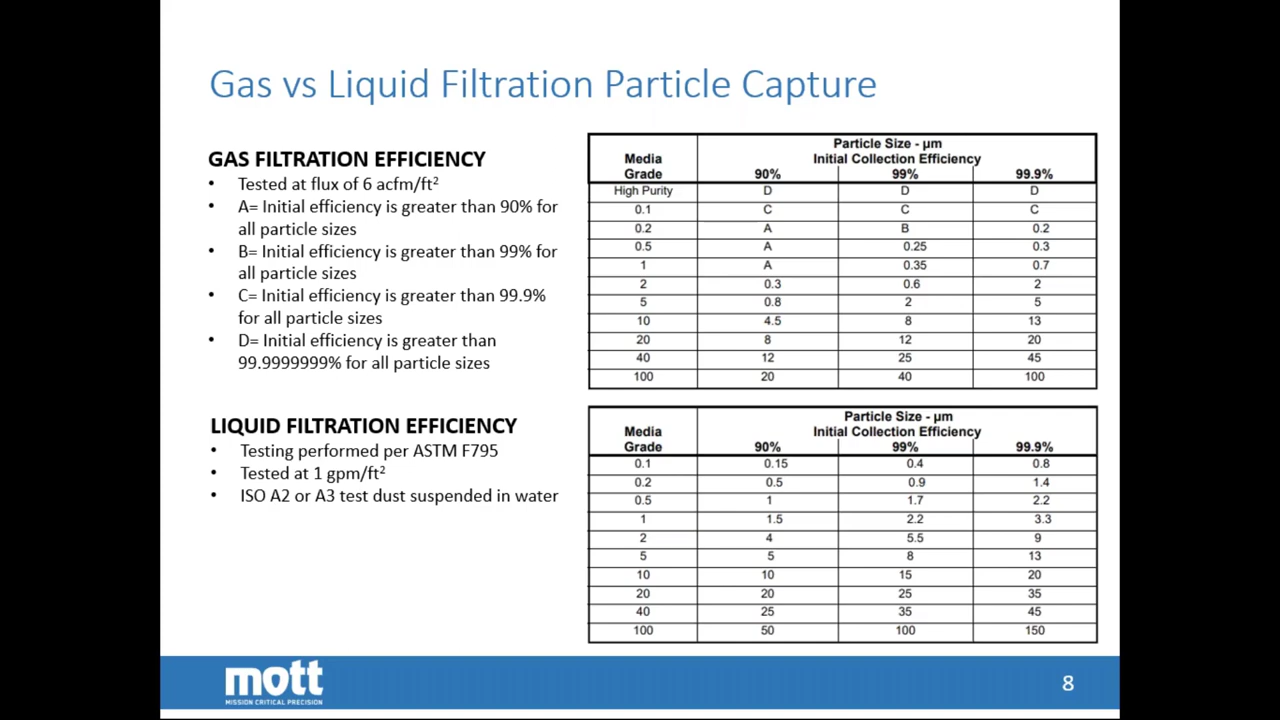 Gas vs Liquid Filtration Particle Capture
GAS FILTRATION EFFICIENCY
• Tested at flux of 6 acfm/ft²
• A= Initial efficiency is greater than 90% for
all particle sizes
• B= Initial efficiency is greater than 99% for
all particle sizes
• C= Initial efficiency is greater than 99.9%
for all particle sizes
• D= Initial efficiency is greater than
99.9999999% for all particle sizes
LIQUID FILTRATION EFFICIENCY
• Testing performed per ASTM F795
• Tested at 1 gpm/ft²
• ISO A2 or A3 test dust suspended in water
Particle Size - µm
Media Initial Collection Efficiency
Grade 90% 99% 99.9%
High Purity D D D
0.1 C C C
0.2 A B 0.2
0.5 A 0.25 0.3
1 A 0.35 0.7
2 0.3 0.6 2
5 0.8 2 5
10 4.5 8 13
20 8 12 20
40 12 25 45
100 20 40 100
Particle Size - µm
Media Initial Collection Efficiency
Grade 90% 99% 99.9%
0.1 0.15 0.4 0.8
0.2 0.5 0.9 1.4
0.5 1 1.7 2.2
1 1.5 2.2 3.3
2 4 5.5 9
5 5 8 13
10 10 15 20
20 20 25 35
40 25 35 45
100 50 100 150
mott
MISSION CRITICAL PRECISION
8